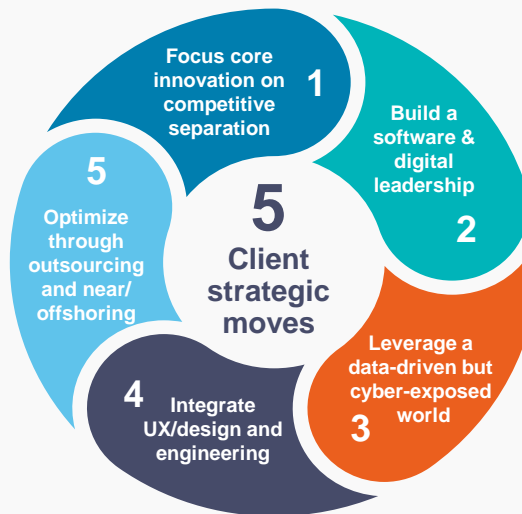 Focus core
innovation on
competitive
separation
1
Build a
software &
digital
leadership
2
Leverage a
data-driven but
cyber-exposed
world
3
4
Integrate
UX/design and
engineering
5
Optimize
through
outsourcing
and near/
offshoring
5
Client
strategic
moves